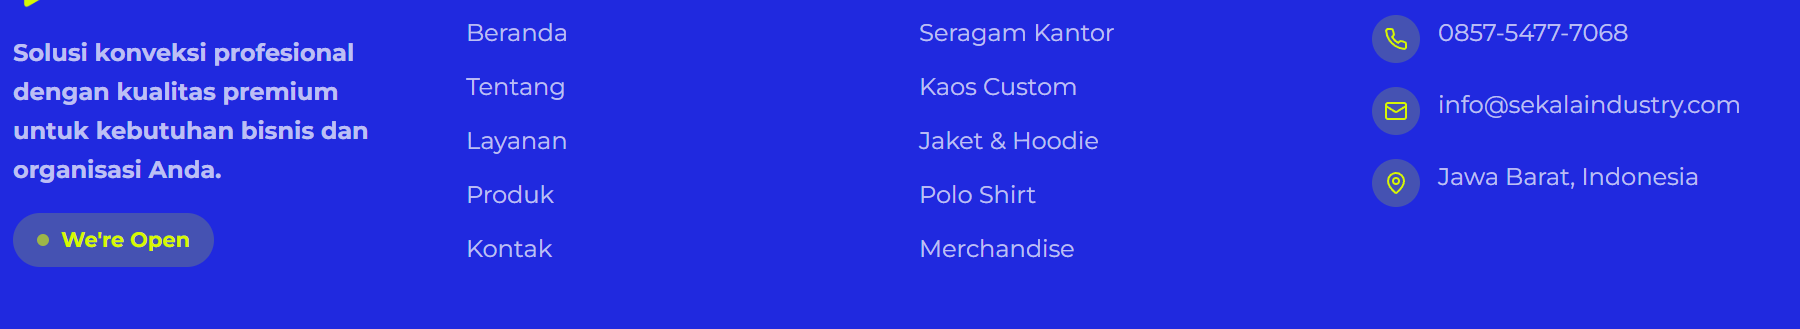 Solusi konveksi profesional
dengan kualitas premium
untuk kebutuhan bisnis dan
organisasi Anda.
We're Open
Beranda
Tentang
Layanan
Produk
Kontak
Seragam Kantor
Kaos Custom
Jaket & Hoodie
Polo Shirt
Merchandise
0857-5477-7068
info@sekalaindustry.com
Jawa Barat, Indonesia